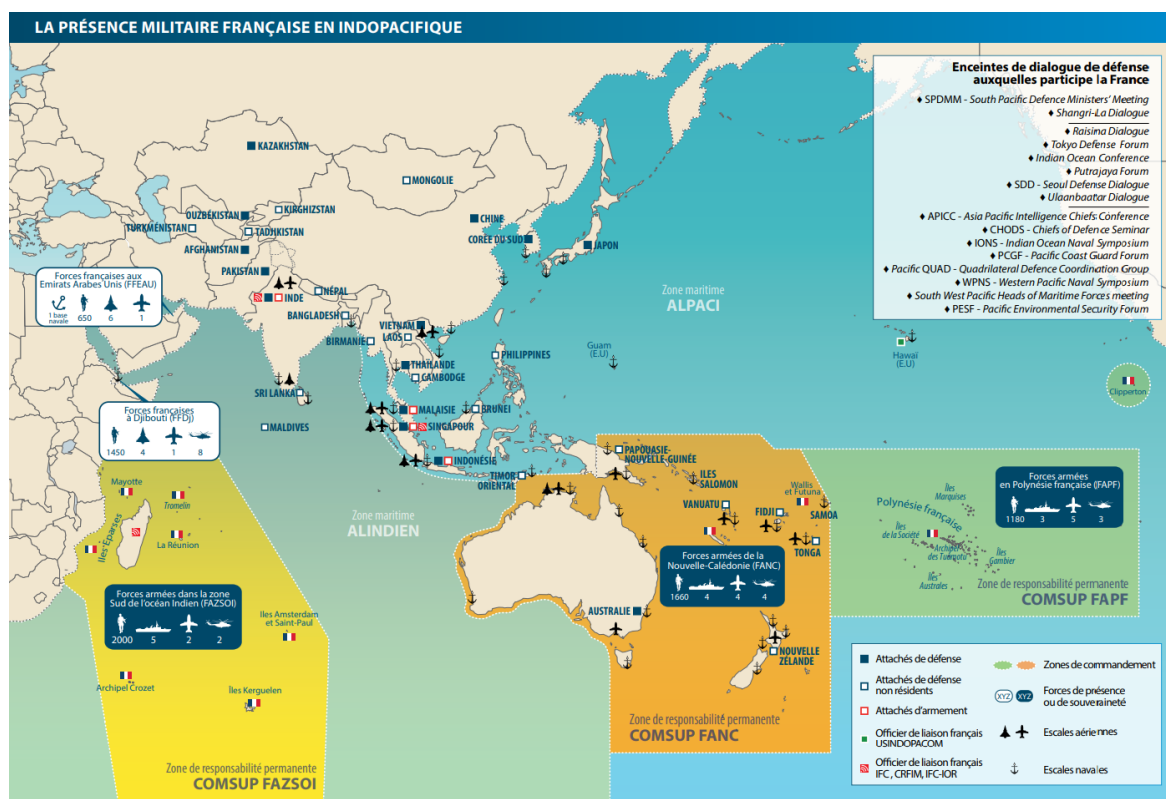 LA PRÉSENCE MILITAIRE FRANÇAISE EN INDOPACIFIQUE
Enceintes de dialogue de défense
auxquelles participe la France
♦ SPDMM - South Pacific Defence Ministers' Meeting
♦ Shangri-La Dialogue
♦ Raisina Dialogue
♦ Tokyo Defense Forum
♦ Indian Ocean Conference
♦ Putrajaya Forum
♦ SDD - Seoul Defense Dialogue
♦ Ulaanbaatar Dialogue
♦ APICC - Asia Pacific Intelligence Chiefs Conference
♦ CHODS - Chiefs of Defence Seminar
♦ IONS - Indian Ocean Naval Symposium
♦ PCGF - Pacific Coast Guard Forum
♦ Pacific QUAD - Quadrilateral Defence Coordination Group
♦ WPNS - Western Pacific Naval Symposium
♦ South West Pacific Heads of Maritime Forces meeting
♦ PESF - Pacific Environmental Security Forum
KAZAKHSTAN
MONGOLIE
OUZBÉKISTAN
KIRGHIZSTAN
TURKMÉNISTAN
TADHKISTAN
CHINE
CORÉE DU SUD
JAPON
AFGHANISTAN
PAKISTAN
Forces françaises aux
Emirats Arabes Unis (FFEAU)
1 base
navale
650
6
1
INDE
NÉPAL
BANGLADESH
BIRMANIE
VIETNAM
LAOS
THAÏLANDE
CAMBODGE
PHILIPPINES
Zone maritime
ALPACI
Guam
(E.U)
Hawaï
(E.U)
Clipperton
SRI LANKA
MALDIVES
MALAISIE
BRUNEI
SINGAPOUR
INDONÉSIE
TIMOR
ORIENTAL
Forces françaises
à Djibouti (FFDj)
1450
4
1
8
Mayotte
Tromelin
Iles Éparses
La Réunion
Zone maritime
ALINDIEN
PAPOUASIE-
NOUVELLE-GUINÉE
ILES
SALOMON
VANUATU
Wallis
et Futuna
FIDJI
SAMOA
TONGA
Polynésie française
Îles
Marquises
Îles
de la Société
Archipel
des Tuamotu
Îles
Gambier
Îles
Australes
Forces armées
en Polynésie française (FAPF)
1180
3
5
3
Zone de responsabilité permanente
COMSUP FAPF
Forces armées de la
Nouvelle-Calédonie (FANC)
1660
4
4
4
Forces armées dans la zone
Sud de l'océan Indien (FAZSOI)
2000
5
2
2
Iles Amsterdam
et Saint-Paul
Archipel Crozet
Îles Kerguelen
AUSTRALIE
NOUVELLE
ZÉLANDE
Zone de responsabilité permanente
COMSUP FANC
Zone de responsabilité permanente
COMSUP FAZSOI
Attachés de défense
Attachés de défense
non résidents
Attachés d'armement
Officier de liaison français
USINDOPACOM
Officier de liaison français
IFC, CRFIM, IFC-IOR
Zones de commandement
XYZ
XYZ
Forces de présence
ou de souveraineté
Escales aériennes
Escales navales